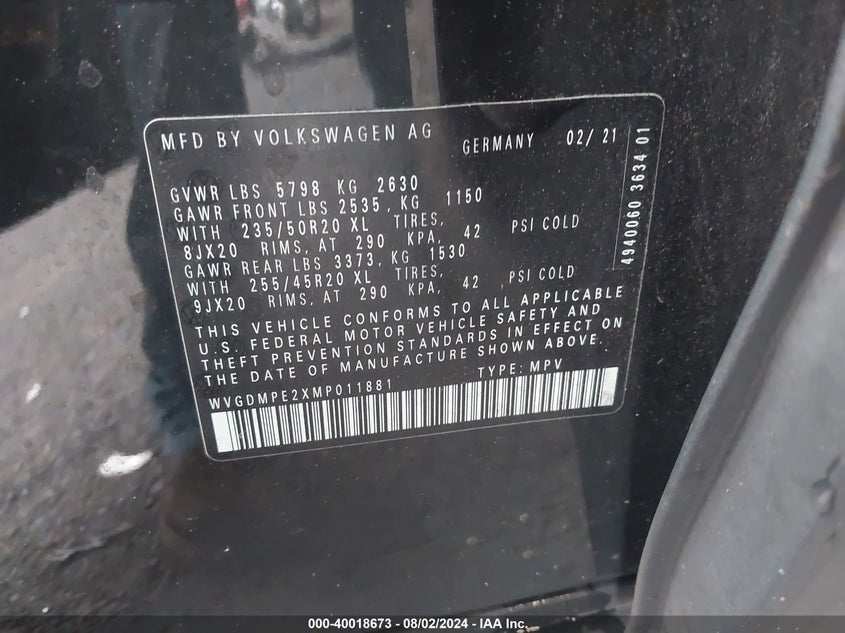 MFD BY VOLKSWAGEN AG GERMANY 02/21
GVWR LBS 5798 KG 2630
GAWR FRONT LBS 2535, KG 1150
WITH 235/50R20 XL TIRES,
8JX20 RIMS, AT 290 KPA, 42 PSI COLD
GAWR REAR LBS 3373, KG 1530
WITH 255/45R20 XL TIRES,
9JX20 RIMS, AT 290 KPA, 42 PSI COLD
THIS VEHICLE CONFORMS TO ALL APPLICABLE
U.S. FEDERAL MOTOR VEHICLE SAFETY AND
THEFT PREVENTION STANDARDS IN EFFECT ON
THE DATE OF MANUFACTURE SHOWN ABOVE.
WVGDMPE2XMP011881 TYPE: MPV
4940060 3634 01
000-40018673 - 08/02/2024 - IAA Inc.